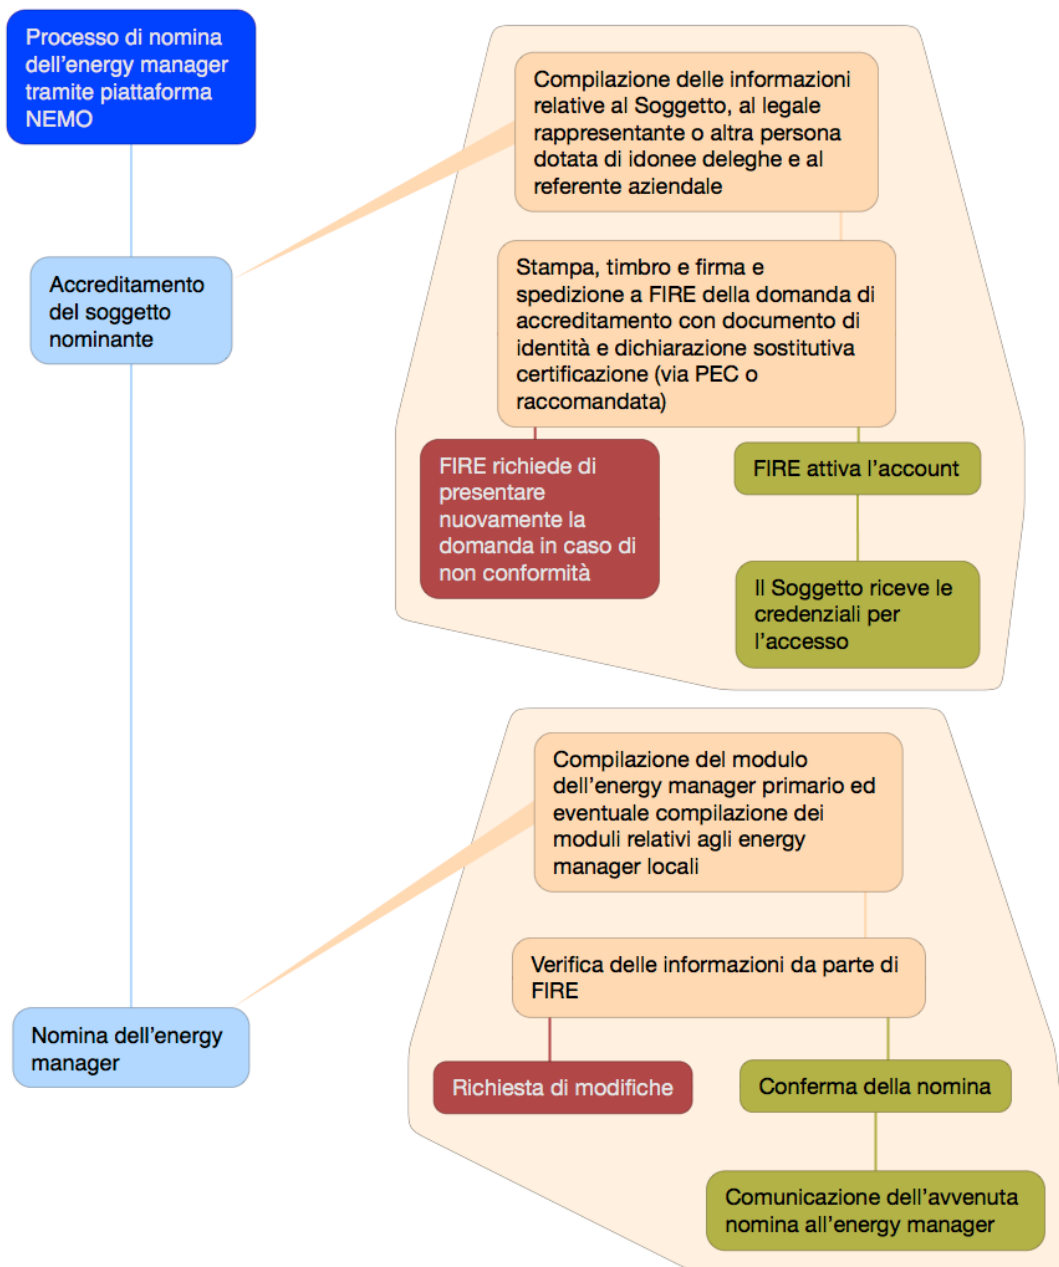 Processo di nomina
dell'energy manager
tramite piattaforma
NEMO
Compilazione delle informazioni
relative al Soggetto, al legale
rappresentante o altra persona
dotata di idonee deleghe e al
referente aziendale
Accreditamento
del soggetto
nominante
Stampa, timbro e firma e
spedizione a FIRE della domanda di
accreditamento con documento di
identità e dichiarazione sostitutiva
certificazione (via PEC o
raccomandata)
FIRE richiede di
presentare
nuovamente la
domanda in caso di
non conformità
FIRE attiva l'account
Il Soggetto riceve le
credenziali per
l'accesso
Compilazione del modulo
dell'energy manager primario ed
eventuale compilazione dei
moduli relativi agli energy
manager locali
Verifica delle informazioni da parte di
FIRE
Nomina dell'energy
manager
Richiesta di modifiche
Conferma della nomina
Comunicazione dell'avvenuta
nomina all'energy manager